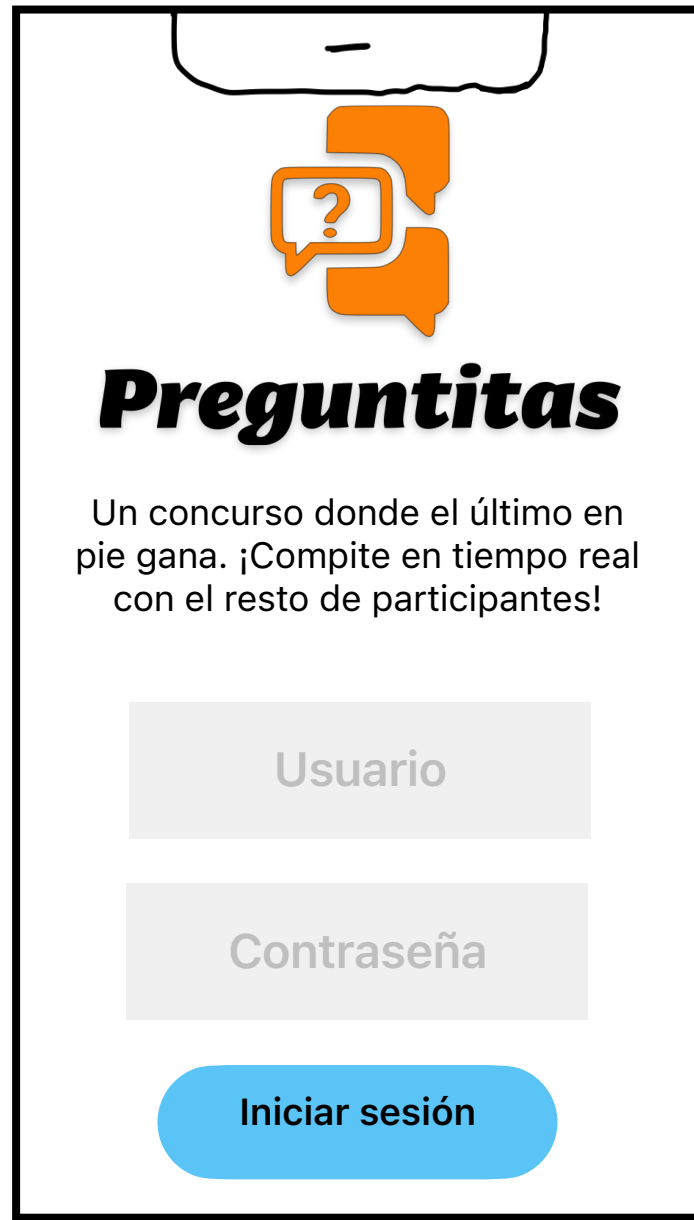 ?
Preguntitas
Un concurso donde el último en
pie gana. ¡Compite en tiempo real
con el resto de participantes!
Usuario
Contraseña
Iniciar sesión